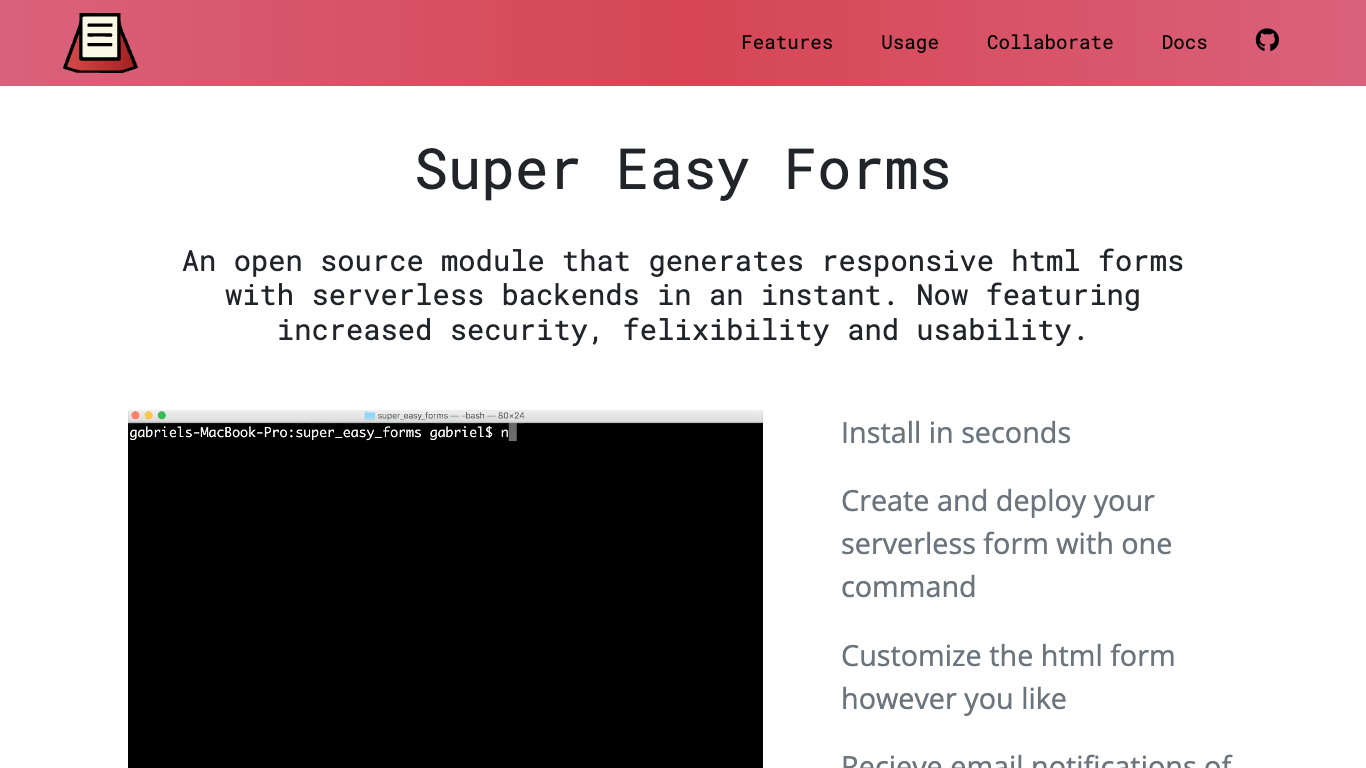 Features Usage Collaborate Docs
Super Easy Forms
An open source module that generates responsive html forms
with serverless backends in an instant. Now featuring
increased security, felixibility and usability.
super_easy_forms — -bash — 80×24
gabriels-MacBook-Pro:super_easy_forms gabriel$ n
Install in seconds
Create and deploy your
serverless form with one
command
Customize the html form
however you like
Recieve email notifications of